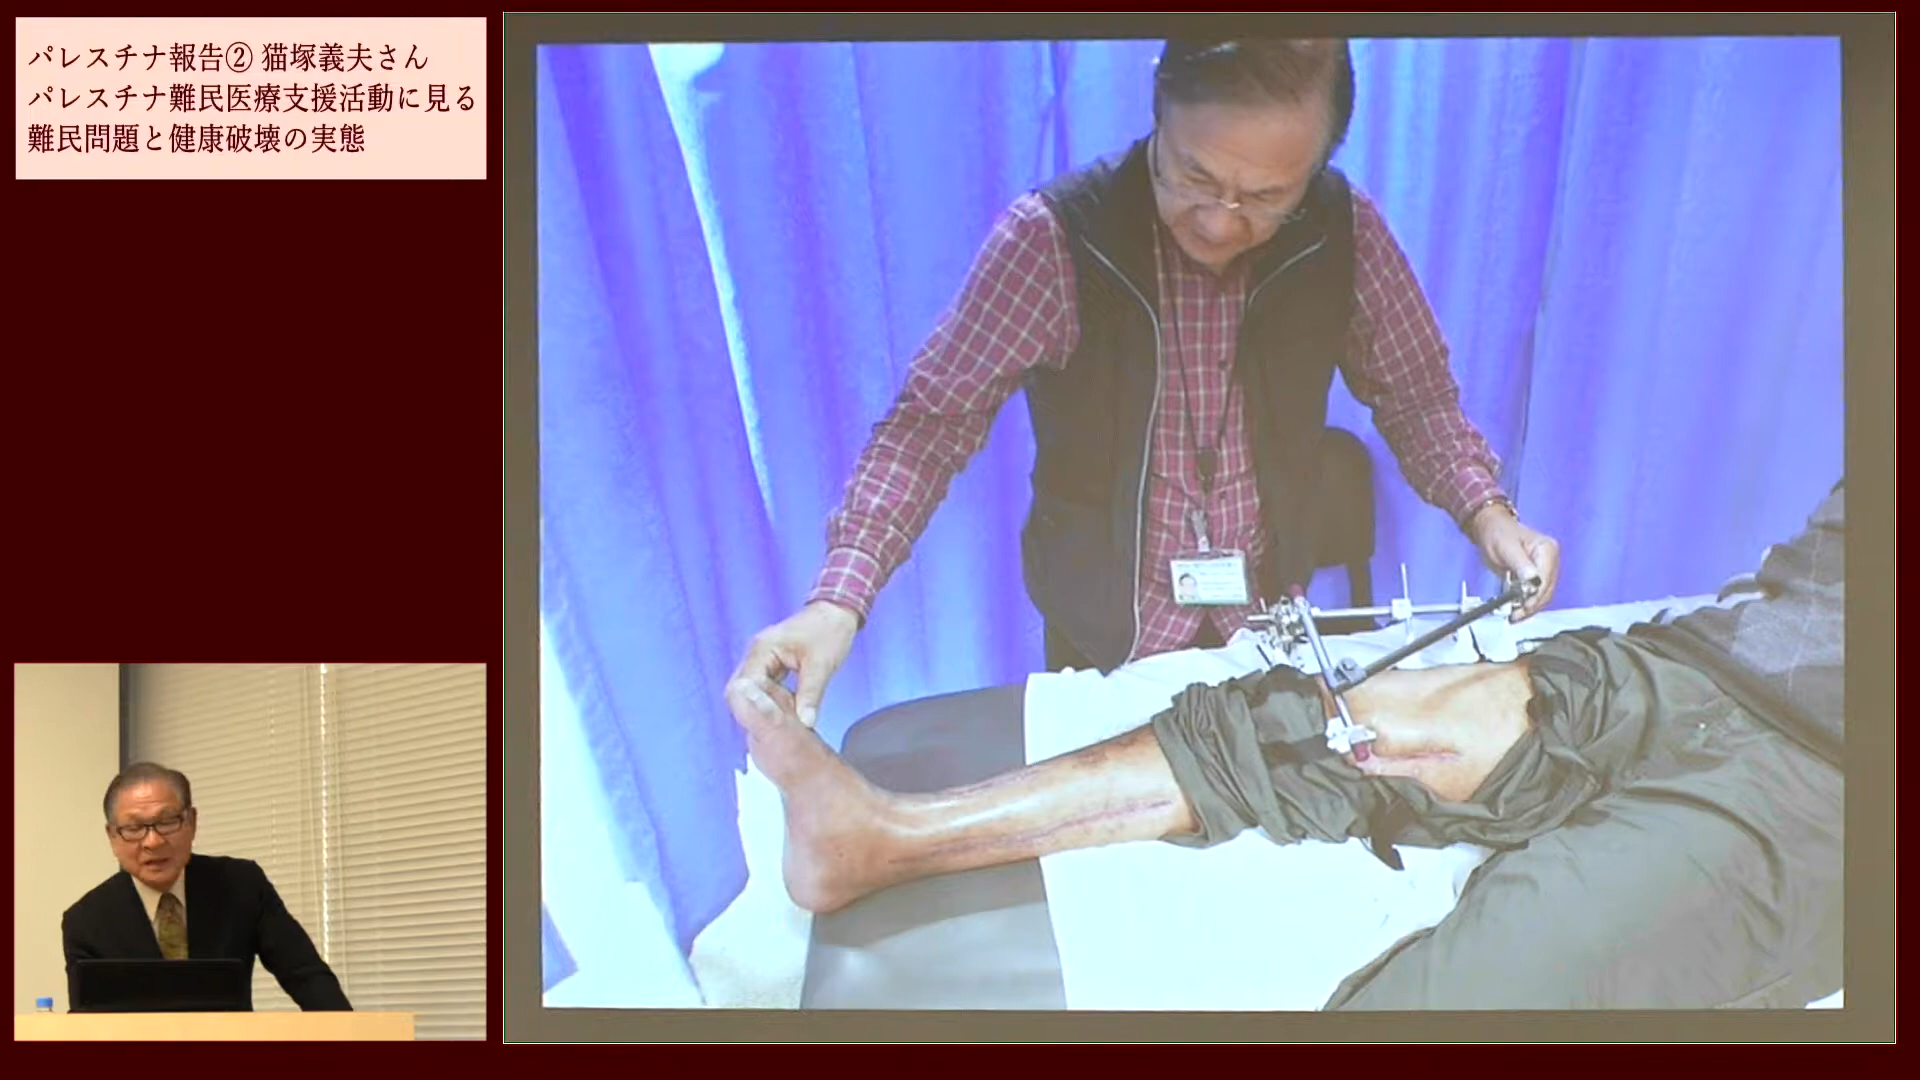 パレスチナ報告② 猫塚義夫さん
パレスチナ難民医療支援活動に見る
難民問題と健康破壊の実態